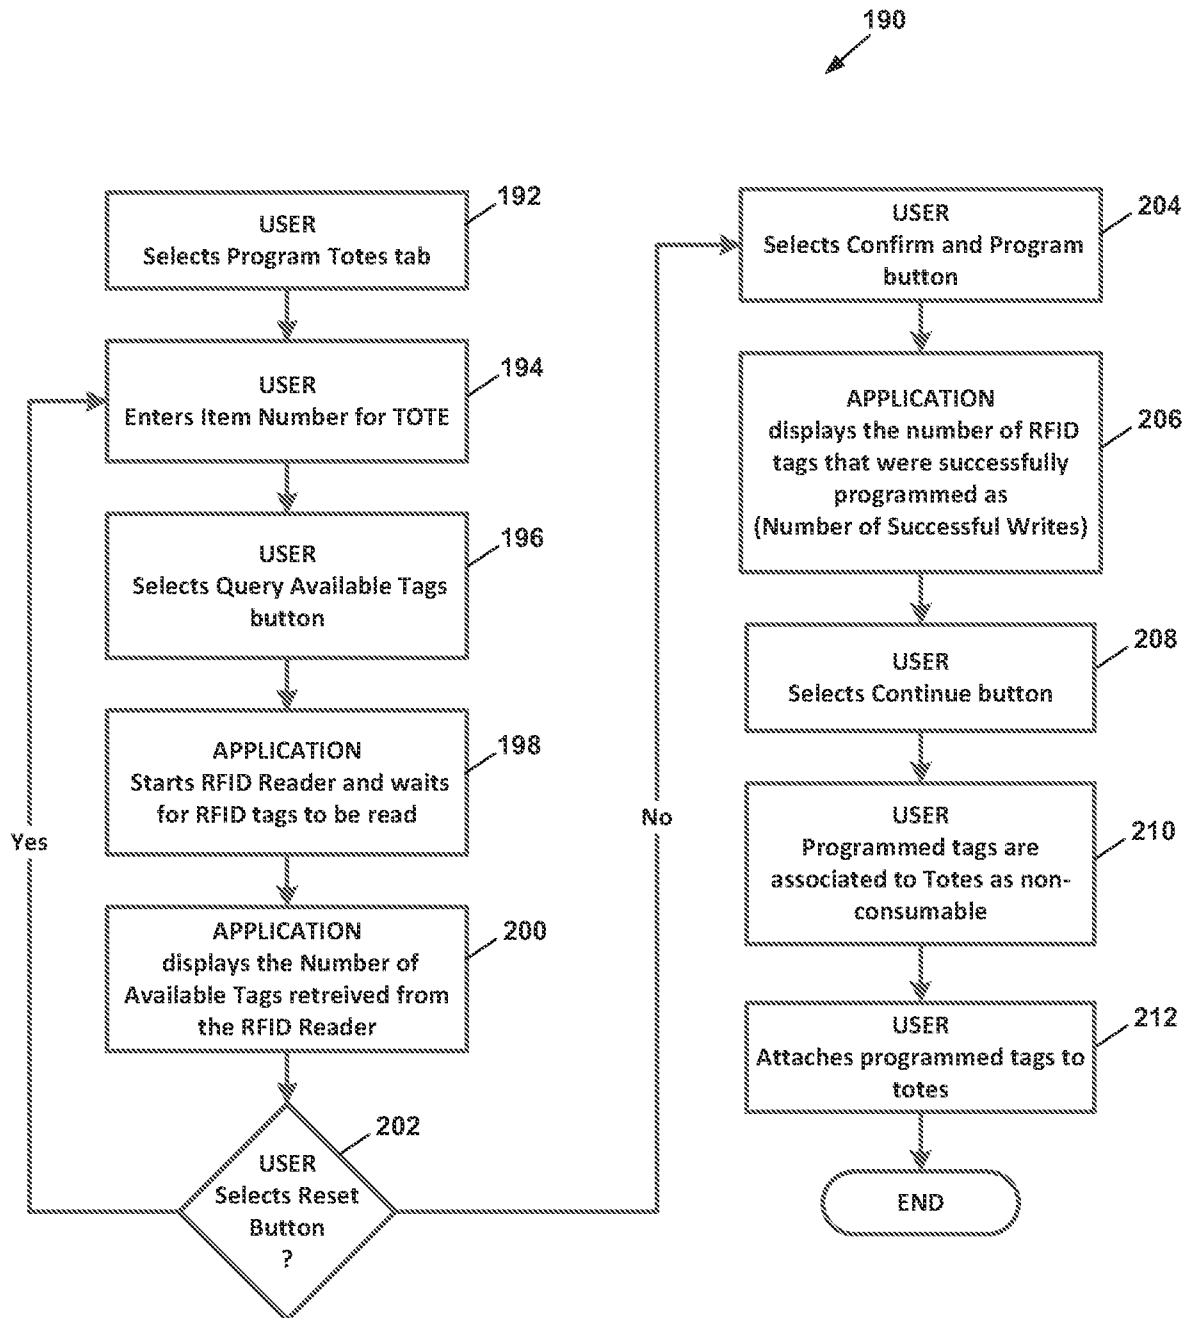 190
192
USER
Selects Program Totes tab
194
USER
Enters Item Number for TOTE
196
USER
Selects Query Available Tags
button
198
APPLICATION
Starts RFID Reader and waits
for RFID tags to be read
200
APPLICATION
displays the Number of
Available Tags retreived from
the RFID Reader
202
USER
Selects Reset
Button
?
Yes
No
204
USER
Selects Confirm and Program
button
206
APPLICATION
displays the number of RFID
tags that were successfully
programmed as
(Number of Successful Writes)
208
USER
Selects Continue button
210
USER
Programmed tags are
associated to Totes as non-
consumable
212
USER
Attaches programmed tags to
totes
END